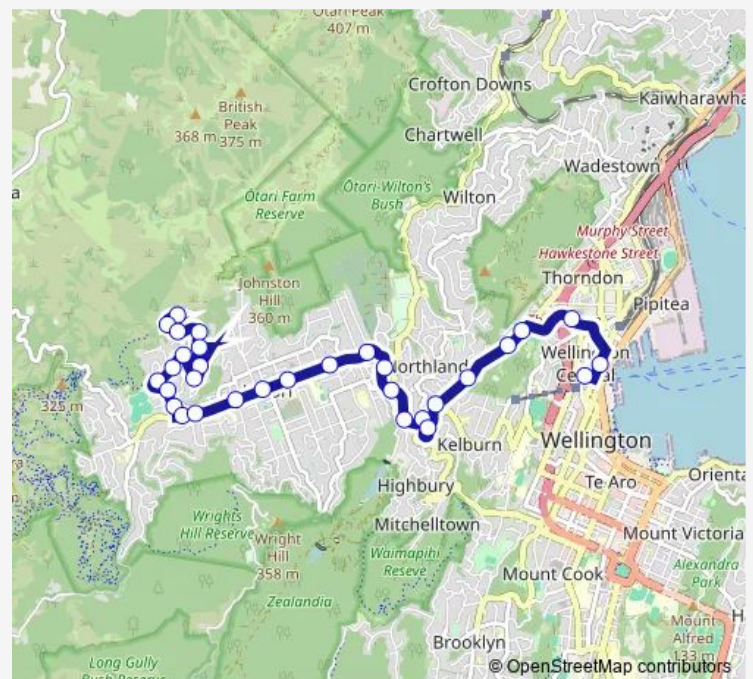 Otari Peak
407 m
Crofton Downs
Kaiwharawha
British
Peak
368 m
375 m
Chartwell
Wadestown
a
Ōtari Farm
Reserve
Ōtari-Wilton's
Bush
Wilton
Murphy Street
Hawkestone Street
Johnston
Hill
360 m
Thorndon
Pipitea
Northland
Wellington
Central
325 m
Kelburn
Wellington
Highbury
Te Aro
Orienta
Wrights
Hill Reserve
Wright
Hill
358 m
Mitchelltown
Waimapihi
Reseve
Mount Victoria
Mount Cook
Alexandra
Park
Zealandia
Mount
Alfred
133 m
H
Brooklyn
Long Gully
Bush Reserve
© OpenStreetMap contributors